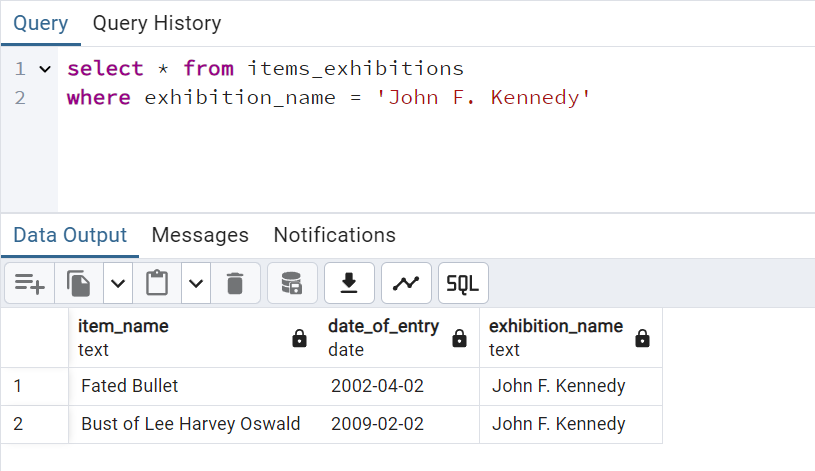 Query Query History
1 select * from items_exhibitions
2 where exhibition_name = 'John F. Kennedy'
Data Output Messages Notifications
SQL
item_name date_of_entry exhibition_name
text date text
1 Fated Bullet 2002-04-02 John F. Kennedy
2 Bust of Lee Harvey Oswald 2009-02-02 John F. Kennedy